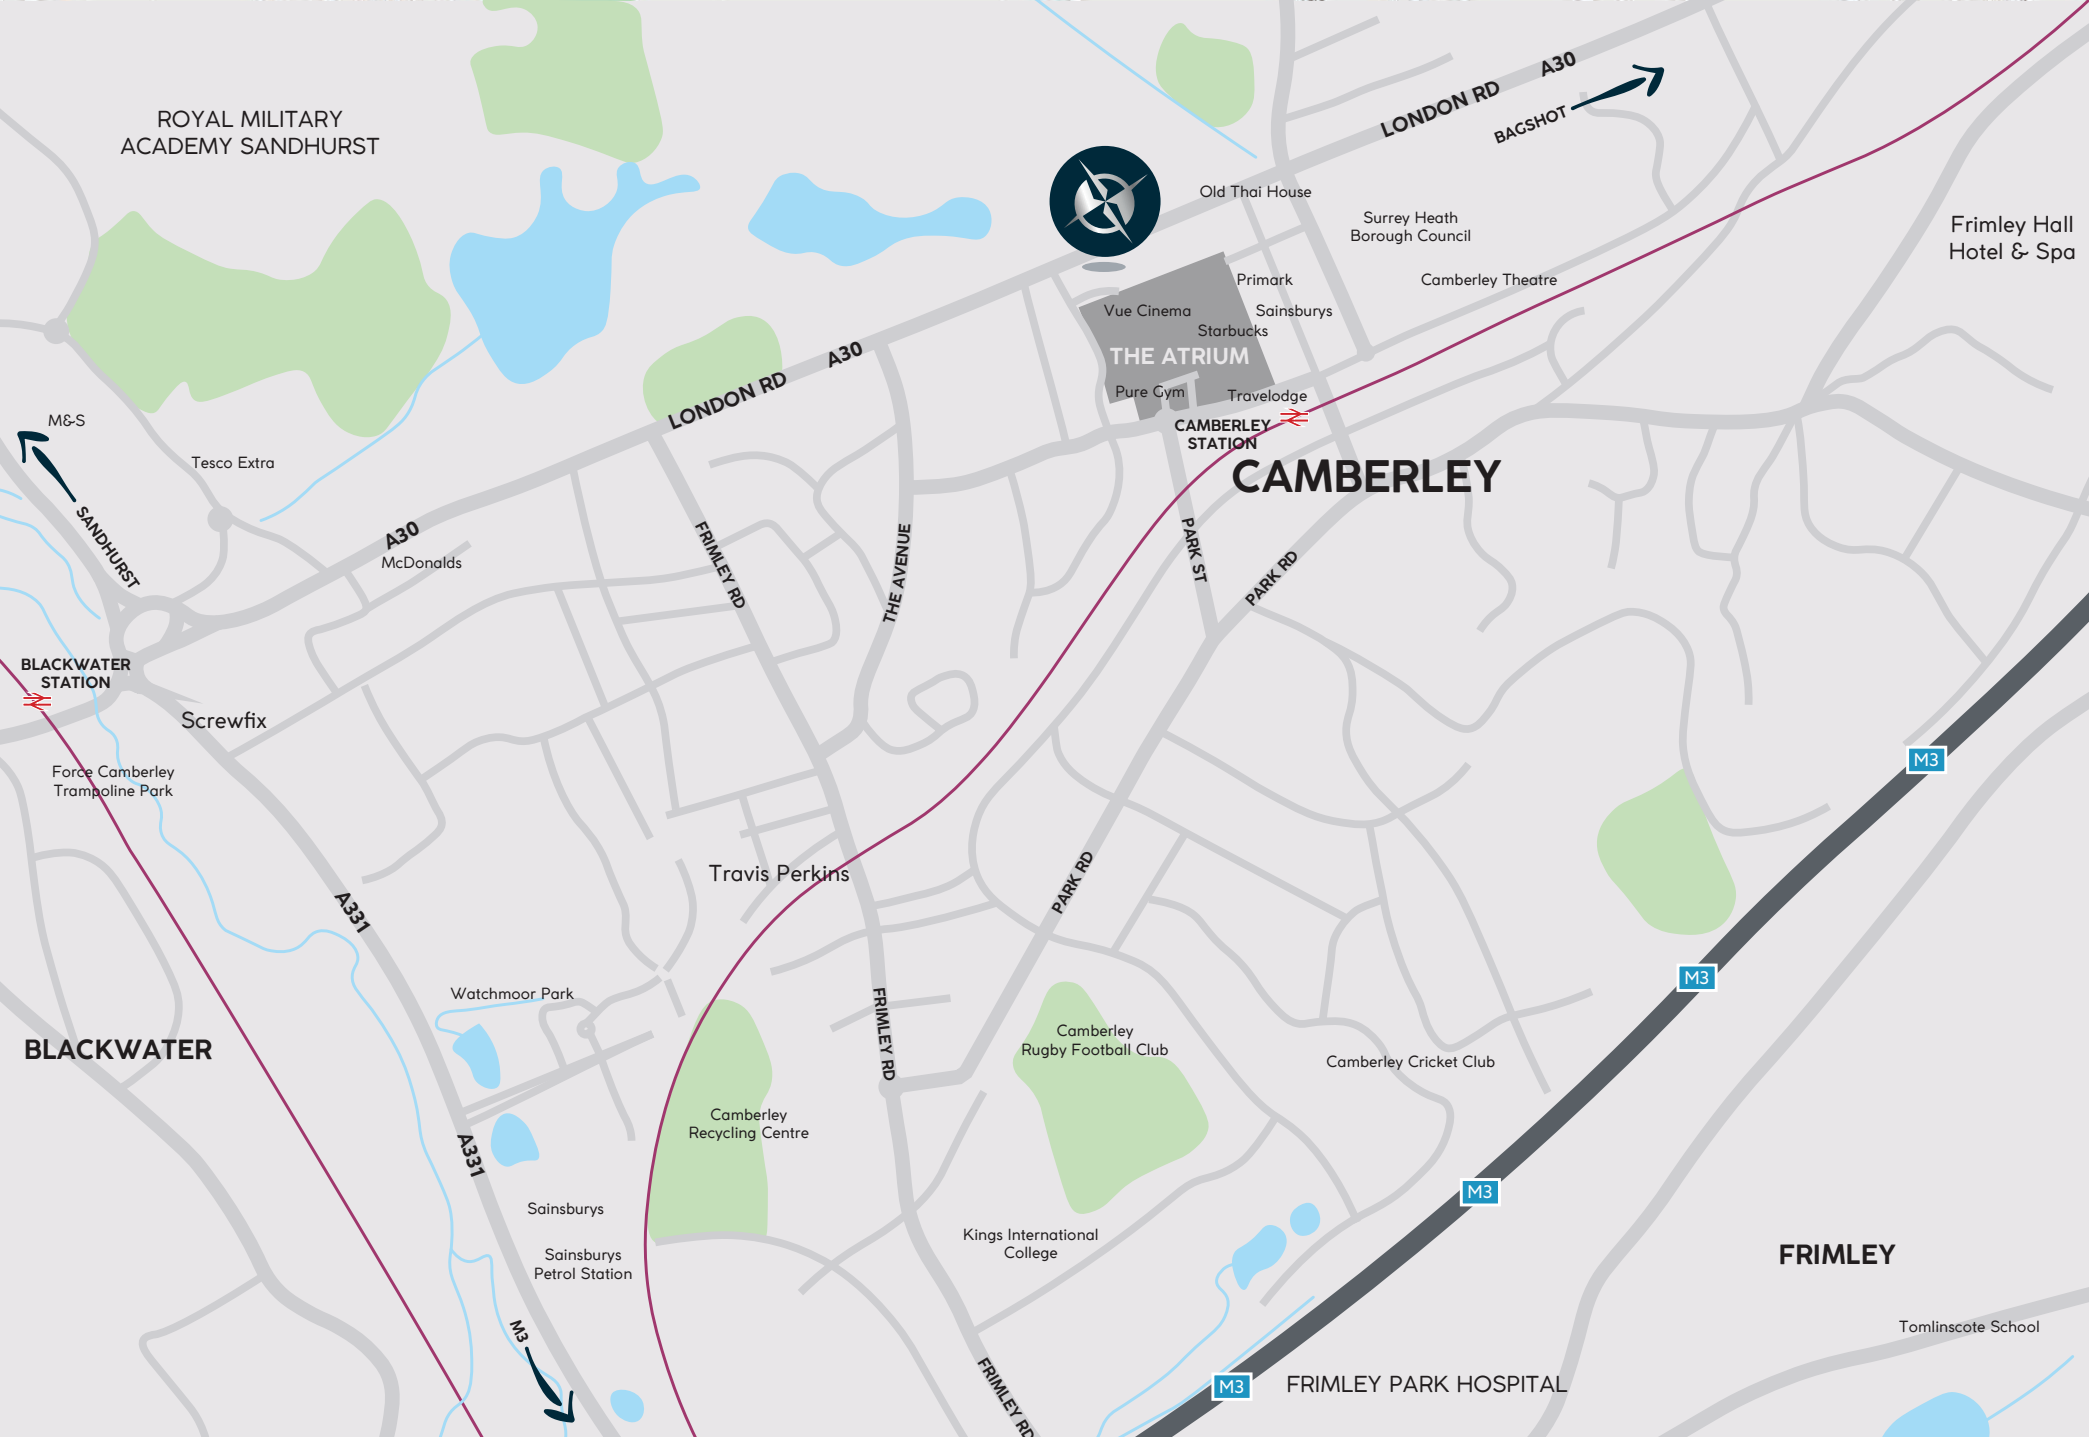 ROYAL MILITARY
ACADEMY SANDHURST
LONDON RD
A30
BAGSHOT
Old Thai House
Surrey Heath
Borough Council
Frimley Hall
Hotel & Spa
Primark
Camberley Theatre
Vue Cinema
Sainsburys
Starbucks
THE ATRIUM
Pure Gym
Travelodge
CAMBERLEY
STATION
CAMBERLEY
LONDON RD
A30
M&S
Tesco Extra
SANDHURST
A30
McDonalds
FRIMLEY RD
THE AVENUE
PARK ST
PARK RD
BLACKWATER
STATION
Screwfix
Force Camberley
Trampoline Park
M3
Travis Perkins
A331
PARK RD
M3
Watchmoor Park
BLACKWATER
FRIMLEY RD
Camberley
Rugby Football Club
Camberley Cricket Club
Camberley
Recycling Centre
A331
M3
Sainsburys
Sainsburys
Petrol Station
Kings International
College
FRIMLEY
M3
Tomlinscote School
FRIMLEY RD
M3
FRIMLEY PARK HOSPITAL